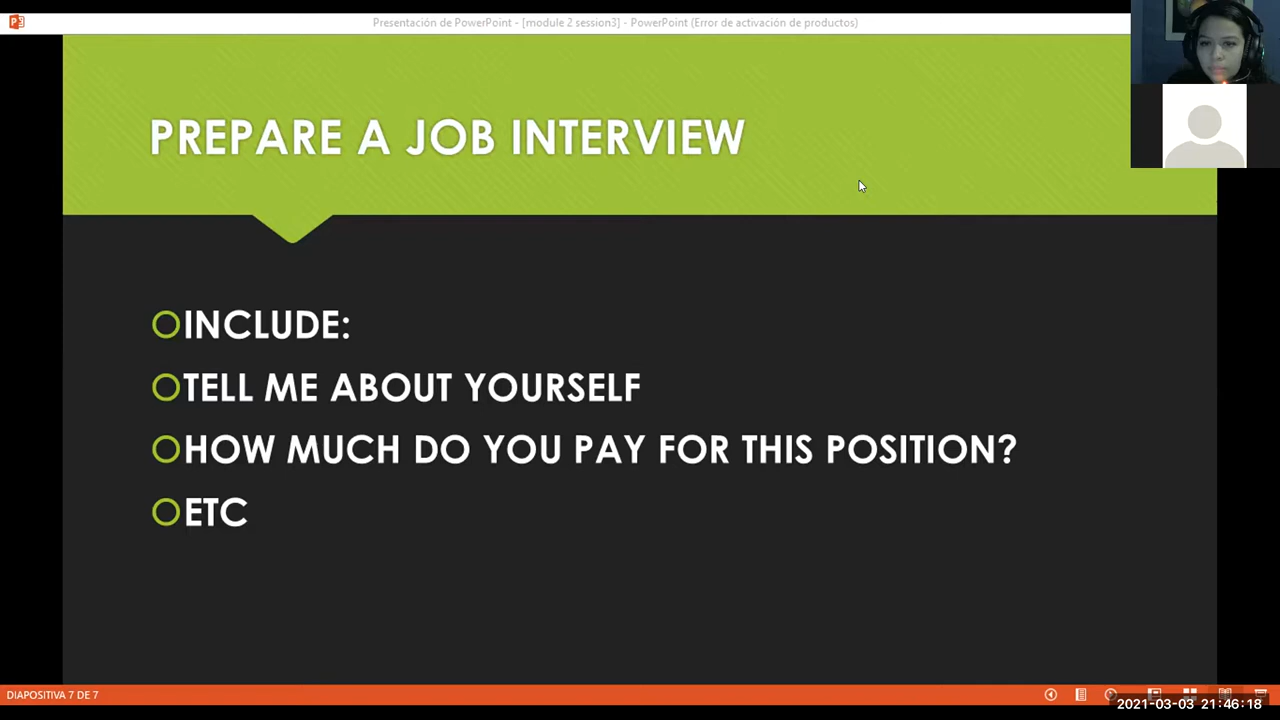 Presentación de PowerPoint - [module 2 session3] - PowerPoint (Error de activación de productos)
PREPARE A JOB INTERVIEW
INCLUDE:
TELL ME ABOUT YOURSELF
HOW MUCH DO YOU PAY FOR THIS POSITION?
ETC
DIAPOSITIVA 7 DE 7
2021-03-03 21:46:18